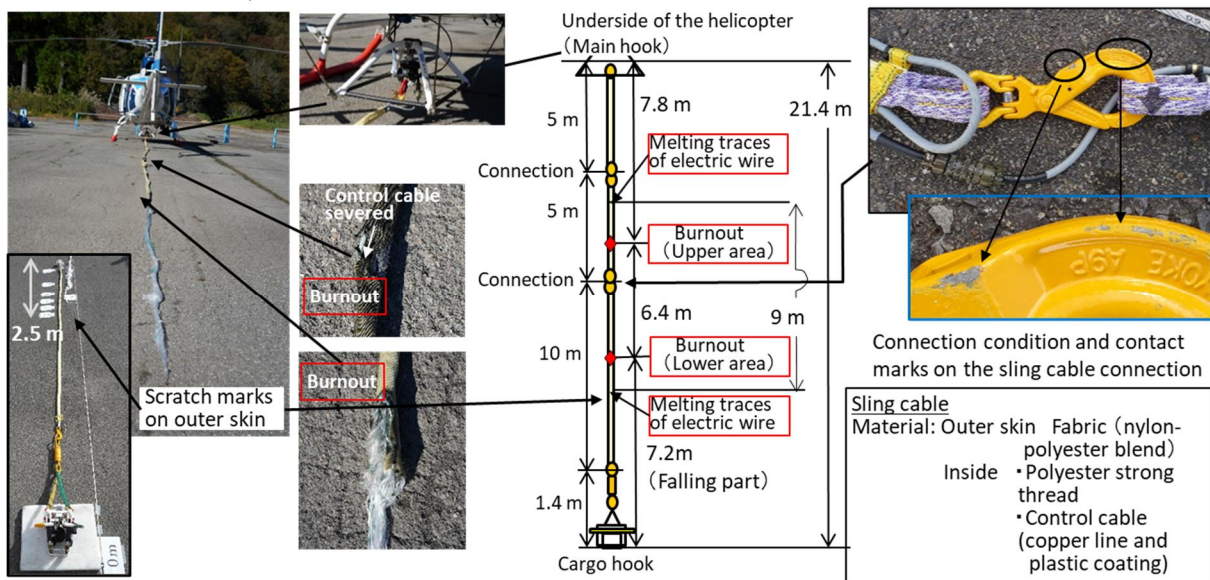 Underside of the helicopter
（Main hook）
7.8 m
21.4 m
5 m
Melting traces
of electric wire
Connection
Control cable
severed
5 m
Burnout
（Upper area）
Burnout
Connection
YOKE A9P
2.5 m
6.4 m
9 m
10 m
Burnout
（Lower area）
Connection condition and contact
marks on the sling cable connection
Burnout
Scratch marks
on outer skin
Melting traces
of electric wire
7.2m
（Falling part）
1.4 m
Cargo hook
0m
Sling cable
Material: Outer skin Fabric（nylon-
polyester blend）
Inside ・Polyester strong
thread
・Control cable
(copper line and
plastic coating)